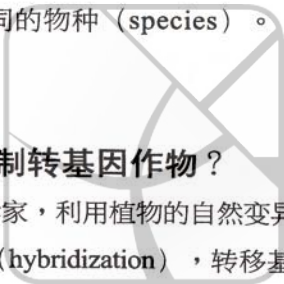 同的物种（species）。
制转基因作物？
家，利用植物的自然变异
（hybridization），转移基